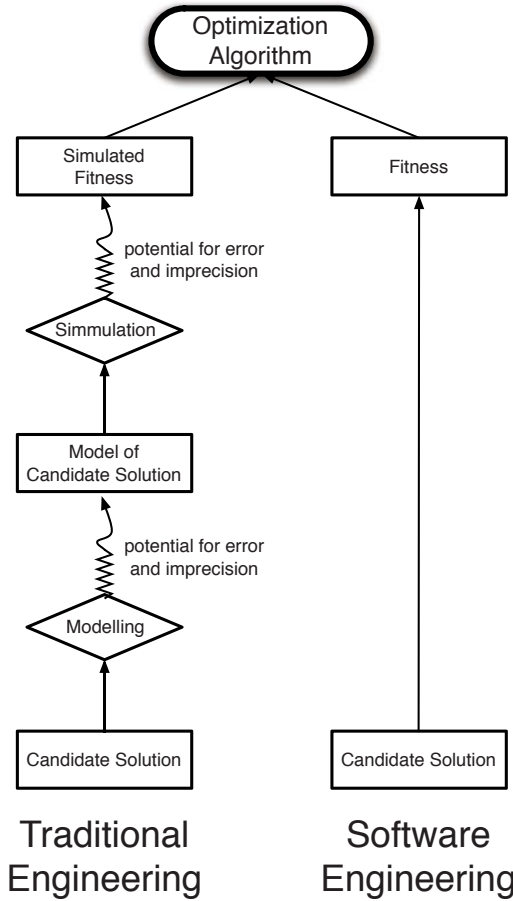 Optimization
Algorithm
Simulated
Fitness
Fitness
potential for error
and imprecision
Simmulation
Model of
Candidate Solution
potential for error
and imprecision
Modelling
Candidate Solution
Candidate Solution
Traditional
Engineering
Software
Engineering